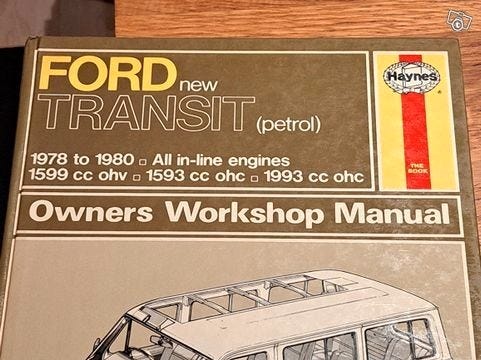 FORD new
TRANSIT (petrol)
Haynes
®
1978 to 1980 ▫ All in-line engines
1599 cc ohv ▫ 1593 cc ohc ▫ 1993 cc ohc
THE
BOOK
Owners Workshop Manual